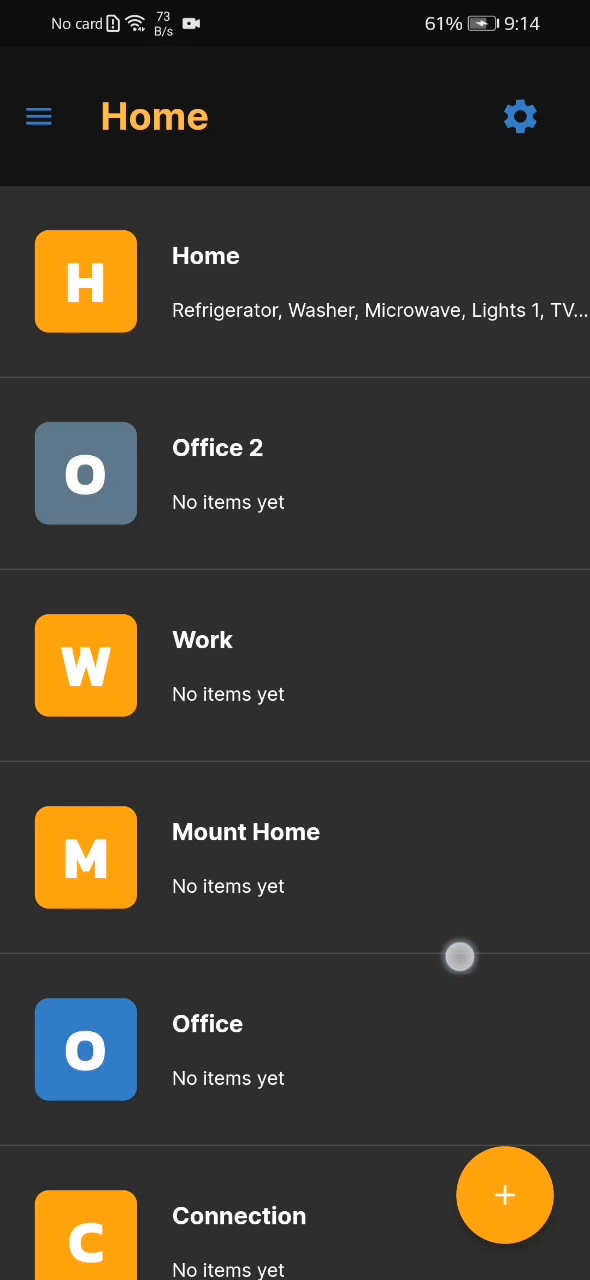 No card 73 B/s 61% 9:14
Home
H
Home
Refrigerator, Washer, Microwave, Lights 1, TV...
O
Office 2
No items yet
W
Work
No items yet
M
Mount Home
No items yet
O
Office
No items yet
C
Connection
No items yet
+